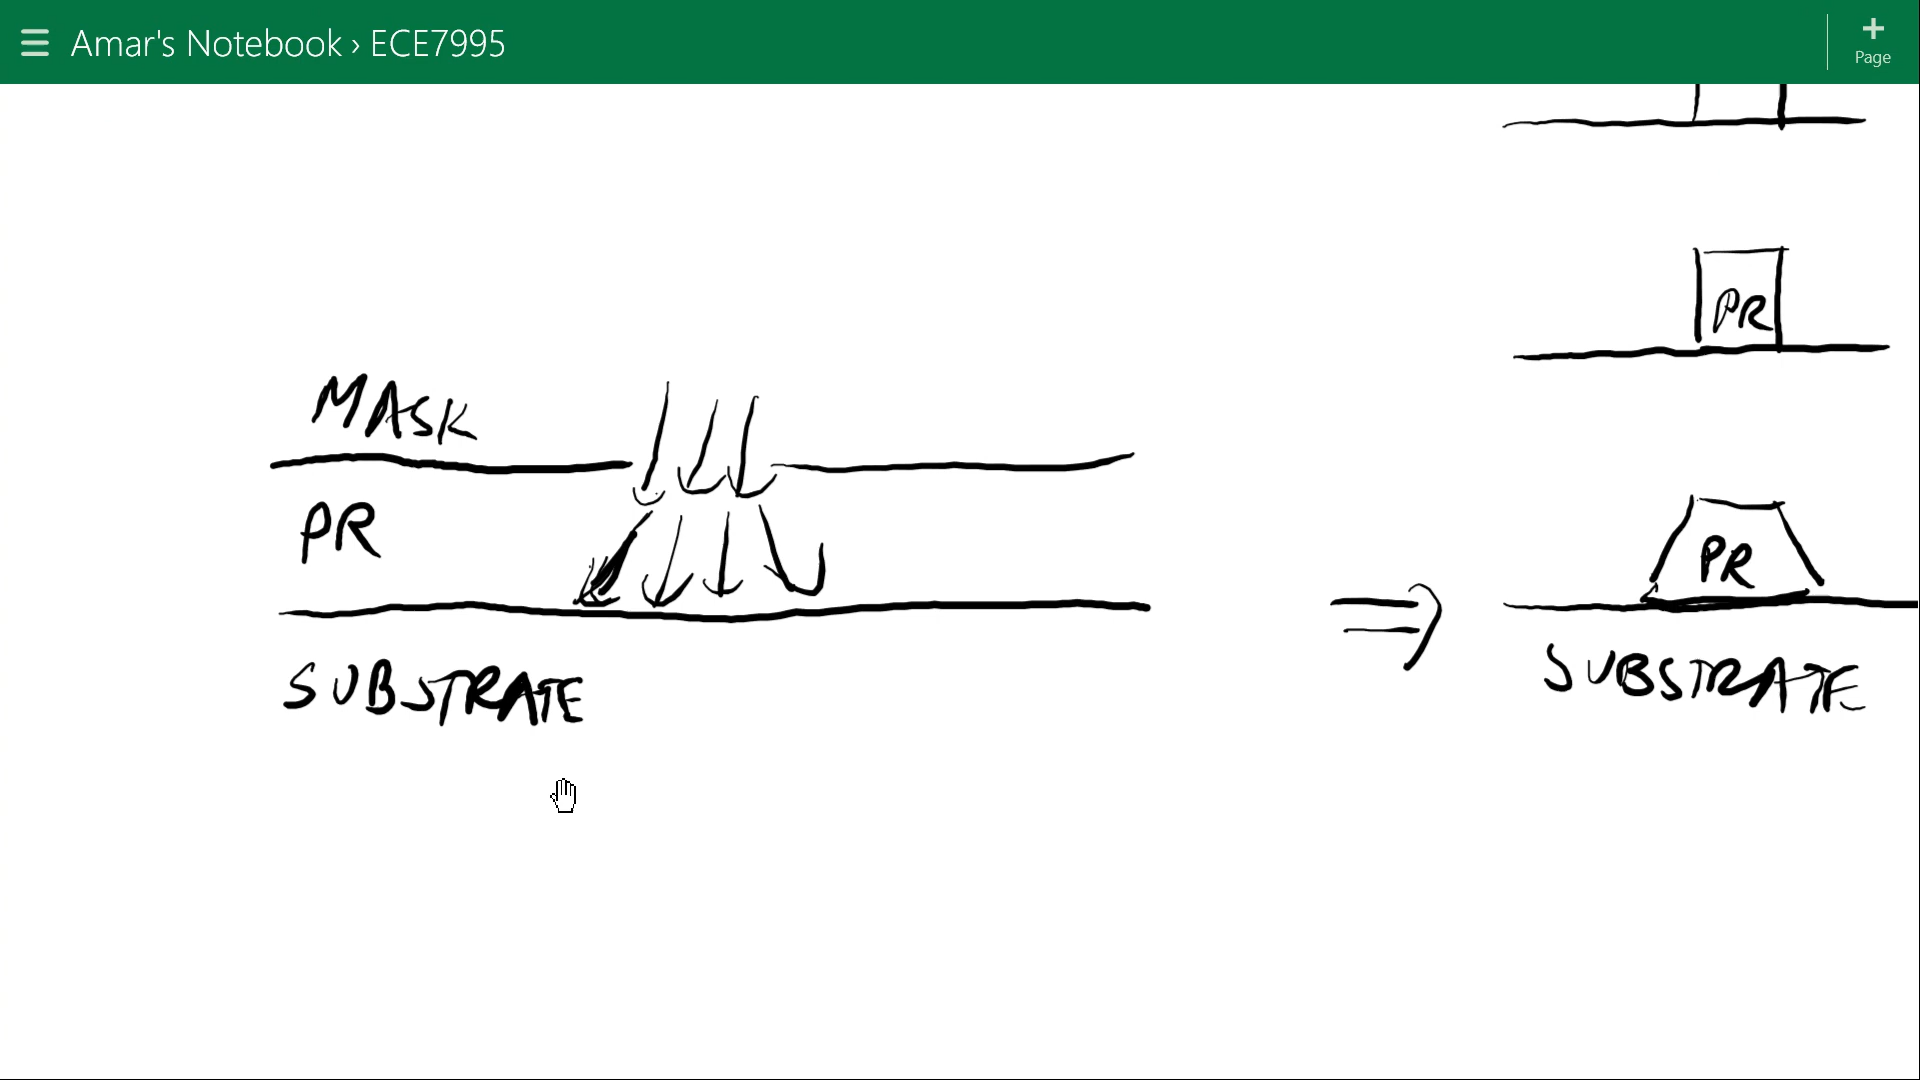 Amar's Notebook › ECE7995
+
Page
PR
MASK
PR
PR
SUBSTRATE
SUBSTRATE